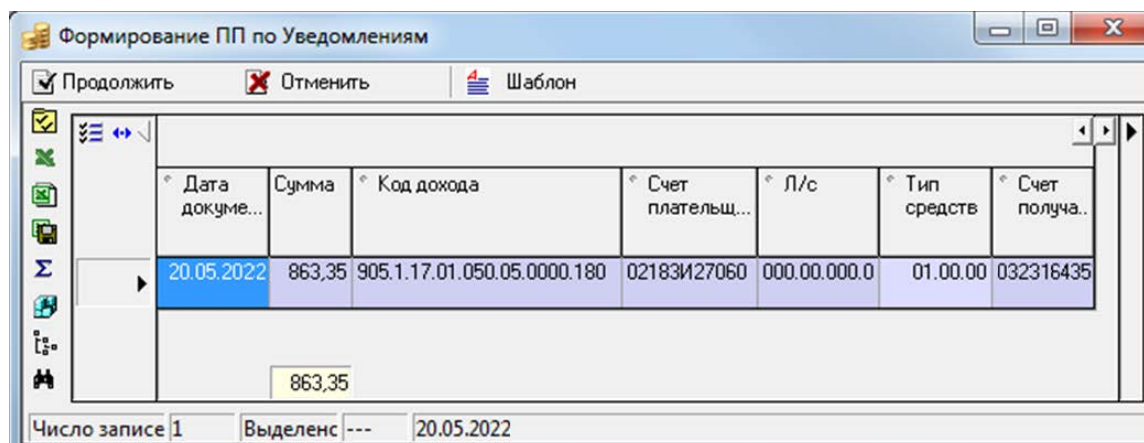 Формирование ПП по Уведомлениям
Продолжить Отменить Шаблон
Дата Сумма Код дохода Счет Л/с Тип Счет
докуме... плательщ... средств получа..
20.05.2022 863,35 905.1.17.01.050.05.0000.180 02183И27060 000.00.000.0 01.00.00 032316435
863,35
Число записе 1 Выделенс --- 20.05.2022